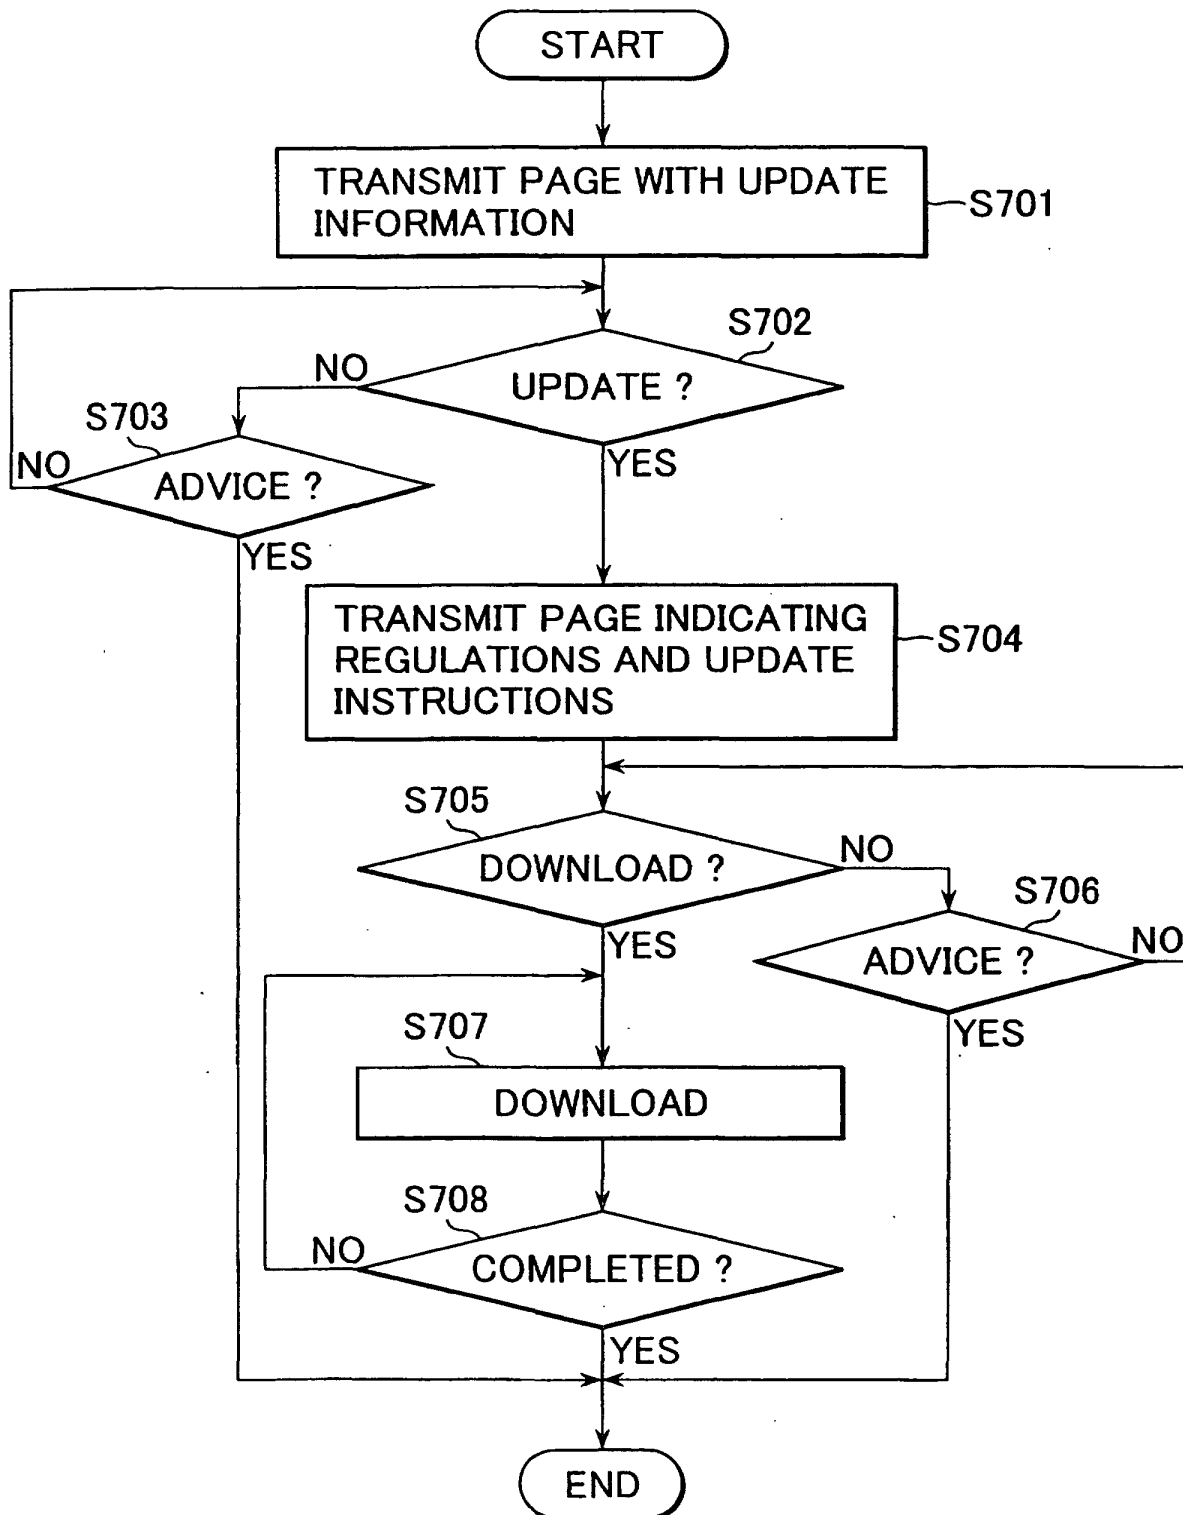 START
TRANSMIT PAGE WITH UPDATE
INFORMATION
S701
S702
NO
UPDATE ?
S703
NO
ADVICE ?
YES
YES
TRANSMIT PAGE INDICATING
REGULATIONS AND UPDATE
INSTRUCTIONS
S704
S705
DOWNLOAD ?
NO
S706
YES
ADVICE ?
NO
YES
S707
DOWNLOAD
S708
NO
COMPLETED ?
YES
END